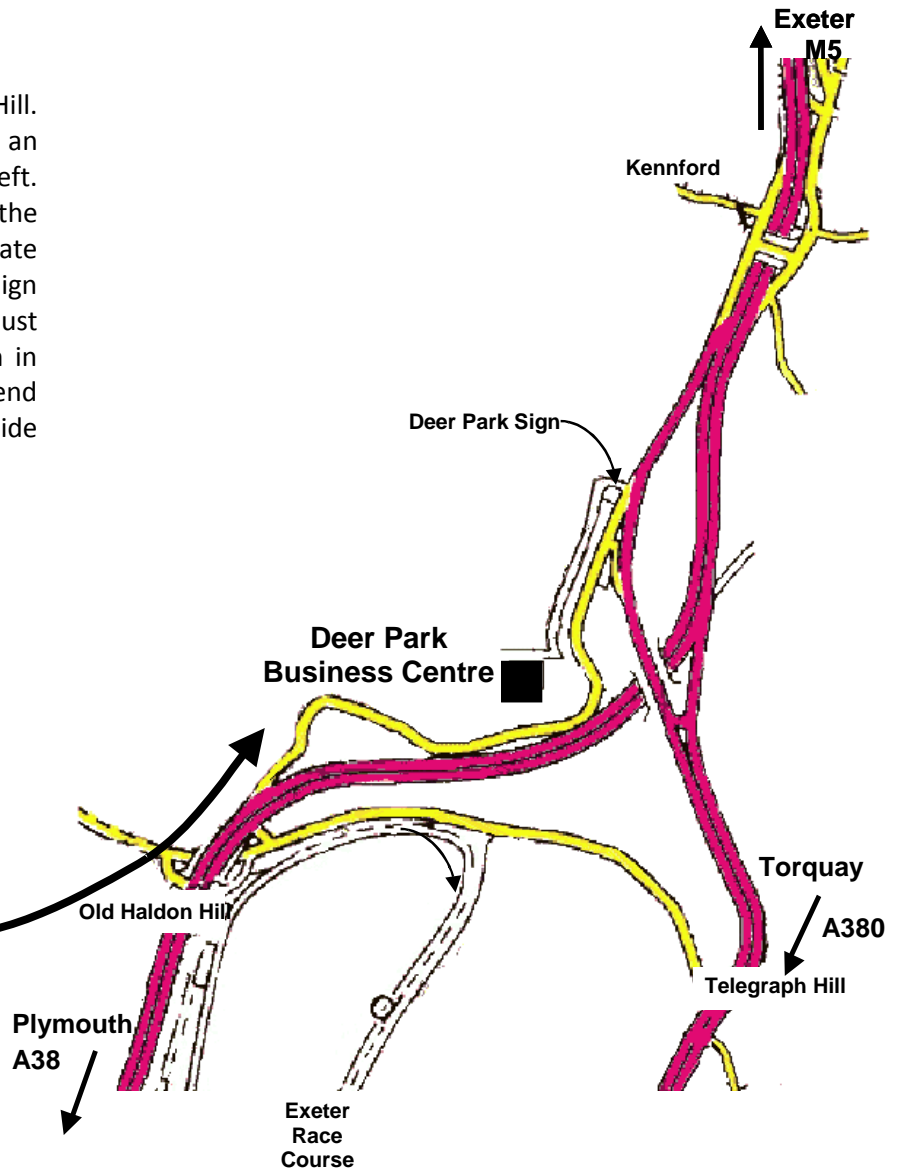 Exeter
M5
Hill.
an
eft.
the
ate
ign
ust
n in
end
ide
Kennford
Deer Park Sign
Deer Park
Business Centre
Torquay
A380
Old Haldon Hill
Telegraph Hill
Plymouth
A38
Exeter
Race
Course